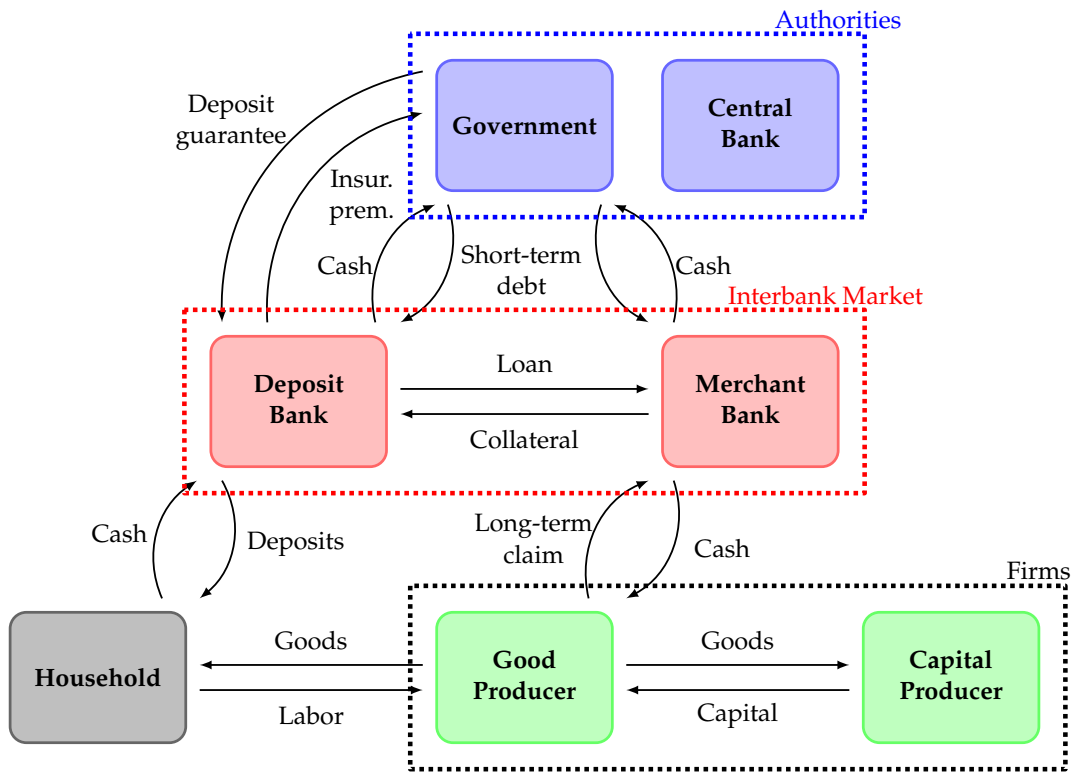 Authorities
Deposit
guarantee
Government
Central
Bank
Insur.
prem.
Cash
Short-term
debt
Cash
Interbank Market
Deposit
Bank
Loan
Collateral
Merchant
Bank
Cash
Deposits
Long-term
claim
Cash
Firms
Household
Goods
Labor
Good
Producer
Goods
Capital
Capital
Producer